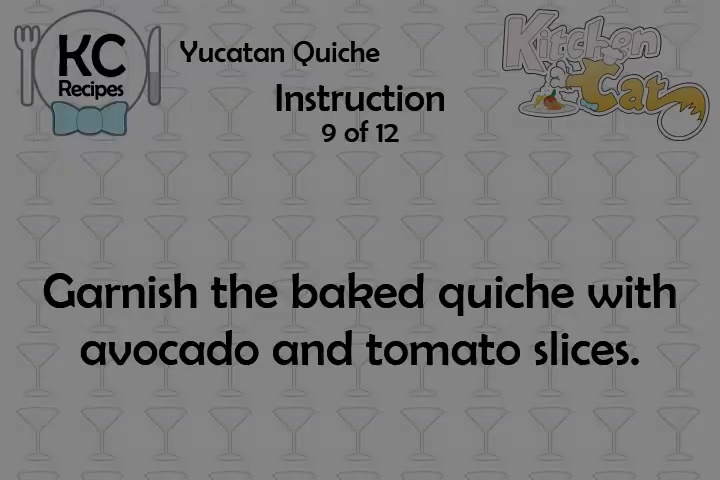 KC
Recipes
Yucatan Quiche
Kitchen
Cat
Instruction
9 of 12
Garnish the baked quiche with
avocado and tomato slices.